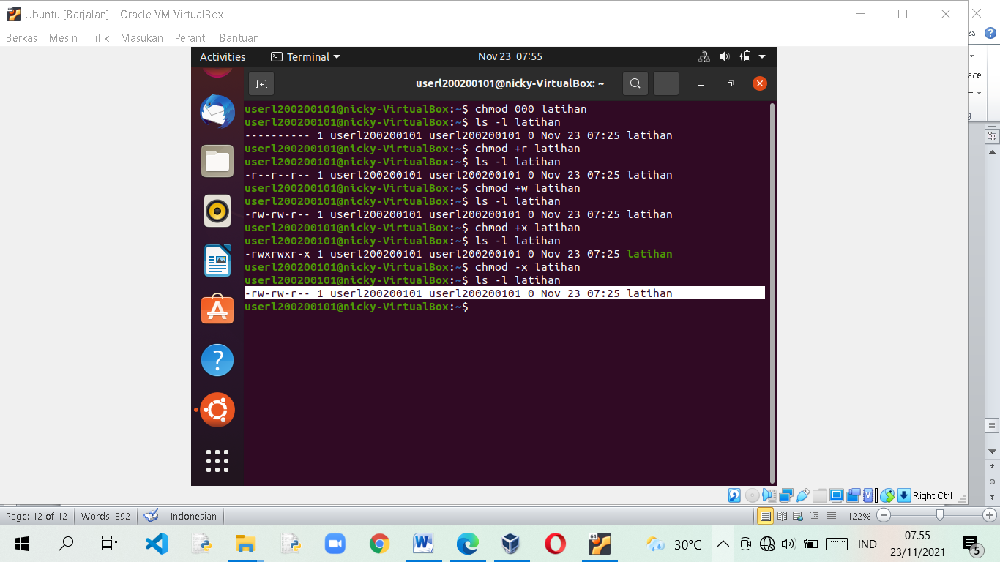 Ubuntu [Berjalan] - Oracle VM VirtualBox
Berkas Mesin Tilik Masukan Peranti Bantuan
Activities Terminal Nov 23 07:55
userl200200101@nicky-VirtualBox: ~
userl200200101@nicky-VirtualBox:~$ chmod 000 latihan
userl200200101@nicky-VirtualBox:~$ ls -l latihan
---------- 1 userl200200101 userl200200101 0 Nov 23 07:25 latihan
userl200200101@nicky-VirtualBox:~$ chmod +r latihan
userl200200101@nicky-VirtualBox:~$ ls -l latihan
-r--r--r-- 1 userl200200101 userl200200101 0 Nov 23 07:25 latihan
userl200200101@nicky-VirtualBox:~$ chmod +w latihan
userl200200101@nicky-VirtualBox:~$ ls -l latihan
-rw-rw-r-- 1 userl200200101 userl200200101 0 Nov 23 07:25 latihan
userl200200101@nicky-VirtualBox:~$ chmod +x latihan
userl200200101@nicky-VirtualBox:~$ ls -l latihan
-rwxrwxr-x 1 userl200200101 userl200200101 0 Nov 23 07:25 latihan
userl200200101@nicky-VirtualBox:~$ chmod -x latihan
userl200200101@nicky-VirtualBox:~$ ls -l latihan
-rw-rw-r-- 1 userl200200101 userl200200101 0 Nov 23 07:25 latihan
userl200200101@nicky-VirtualBox:~$
Right Ctrl
Page: 12 of 12 Words: 392 Indonesian 122%
30°C IND 07.55
23/11/2021 5